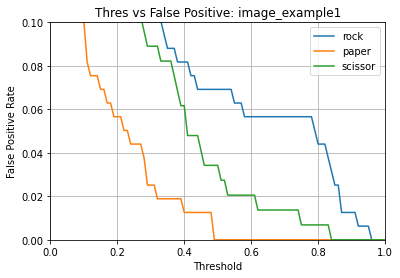 Thres vs False Positive: image_example1
rock
paper
scissor
False Positive Rate
0.10
0.08
0.06
0.04
0.02
0.00
0.0 0.2 0.4 0.6 0.8 1.0
Threshold